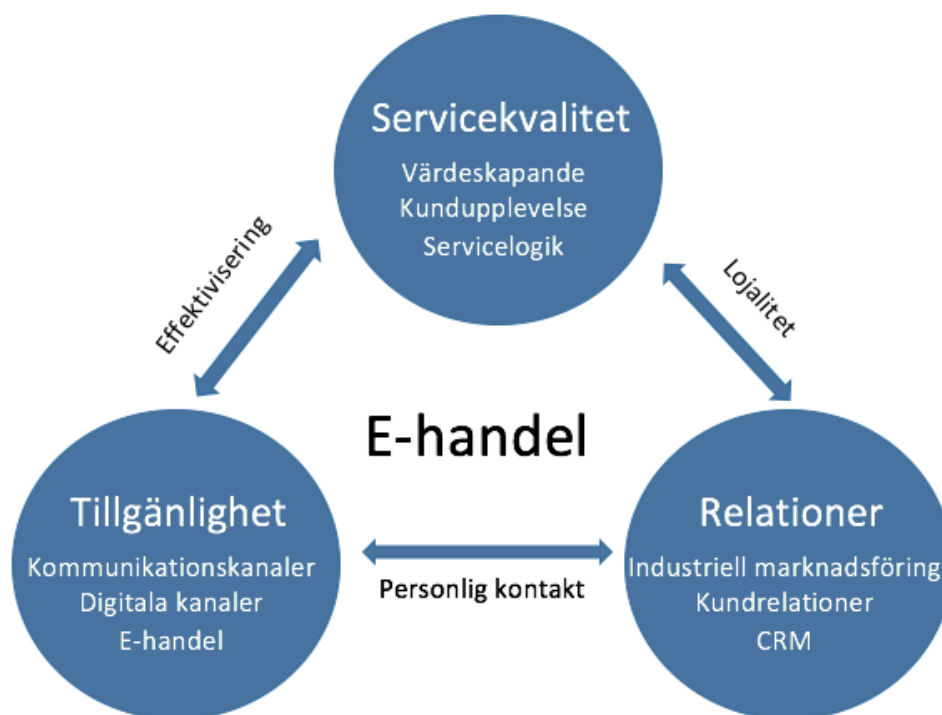 Servicekvalitet
Värdeskapande
Kundupplevelse
Servicelogik
Effektivisering
Lojalitet
E-handel
Tillgänlighet
Kommunikationskanaler
Digitala kanaler
E-handel
Personlig kontakt
Relationer
Industriell marknadsföring
Kundrelationer
CRM